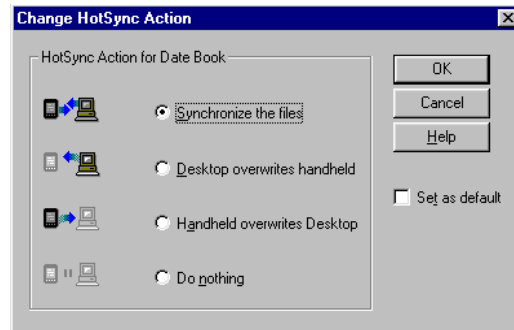 Change HotSync Action
HotSync Action for Date Book
Synchronize the files
Desktop overwrites handheld
Handheld overwrites Desktop
Do nothing
OK
Cancel
Help
Set as default